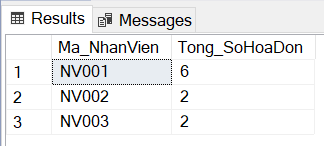 Results Messages
Ma_NhanVien Tong_SoHoaDon
1 NV001 6
2 NV002 2
3 NV003 2